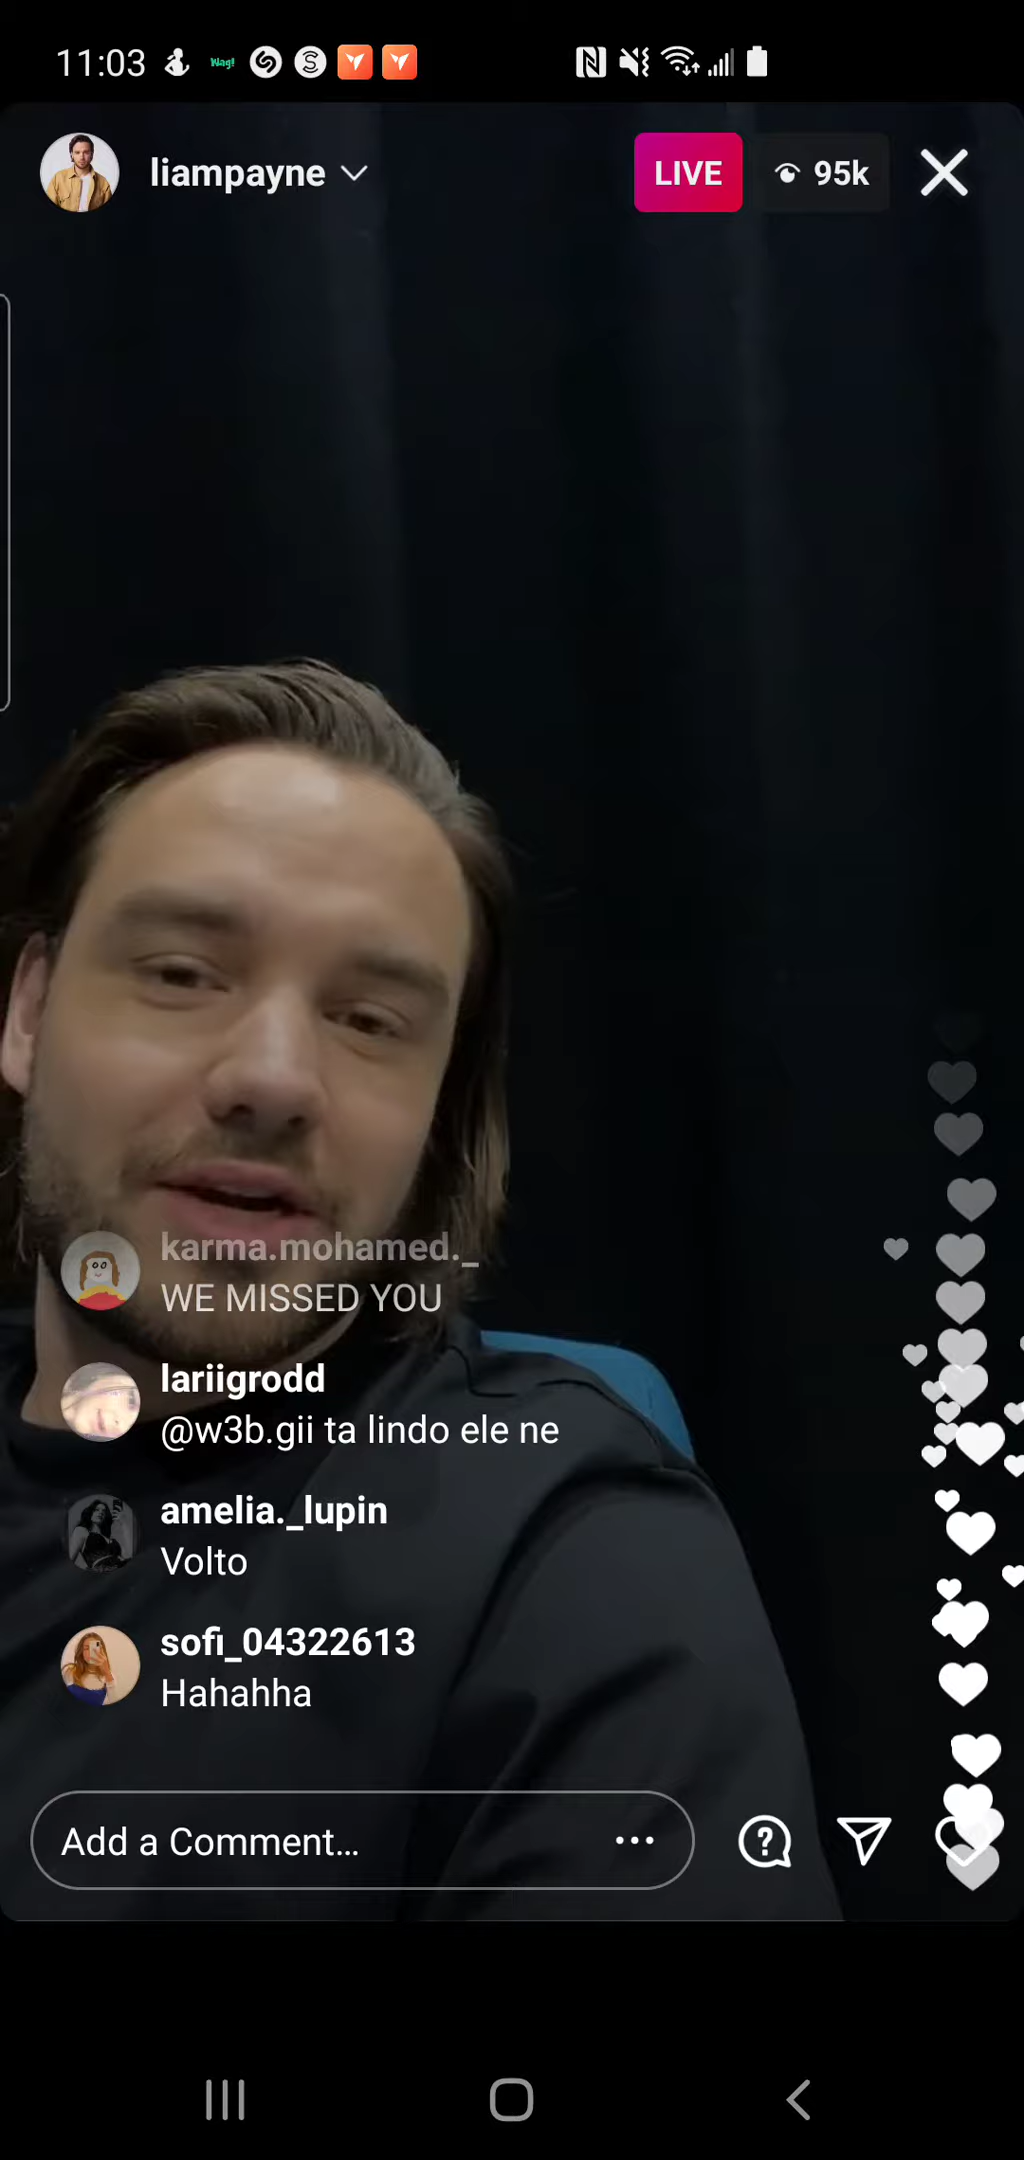 11:03
Wag!
liampayne
LIVE
95k
karma.mohamed._
WE MISSED YOU
lariigrodd
@w3b.gii ta lindo ele ne
amelia._lupin
Volto
sofi_04322613
Hahahha
Add a Comment...